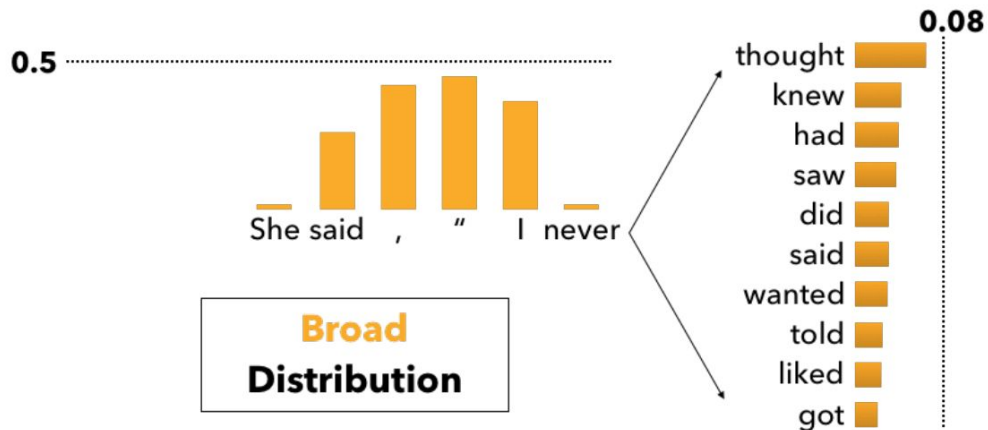 0.5
She said , “ I never
Broad
Distribution
0.08
thought
knew
had
saw
did
said
wanted
told
liked
got